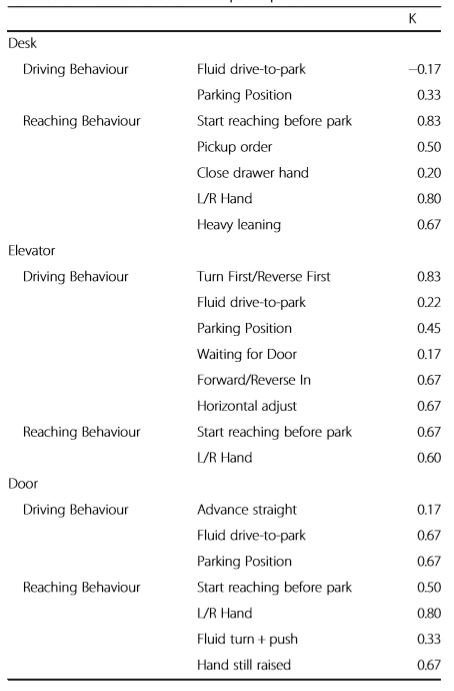 K
Desk
Driving Behaviour Fluid drive-to-park −0.17
Parking Position 0.33
Reaching Behaviour Start reaching before park 0.83
Pickup order 0.50
Close drawer hand 0.20
L/R Hand 0.80
Heavy leaning 0.67
Elevator
Driving Behaviour Turn First/Reverse First 0.83
Fluid drive-to-park 0.22
Parking Position 0.45
Waiting for Door 0.17
Forward/Reverse In 0.67
Horizontal adjust 0.67
Reaching Behaviour Start reaching before park 0.67
L/R Hand 0.60
Door
Driving Behaviour Advance straight 0.17
Fluid drive-to-park 0.67
Parking Position 0.67
Reaching Behaviour Start reaching before park 0.50
L/R Hand 0.80
Fluid turn + push 0.33
Hand still raised 0.67